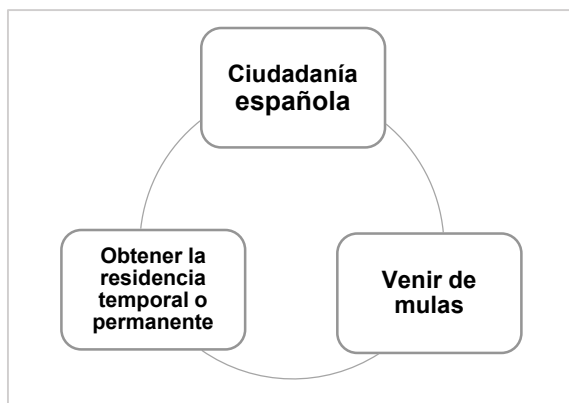 Ciudadanía
española
Obtener la
residencia
temporal o
permanente
Venir de
mulas